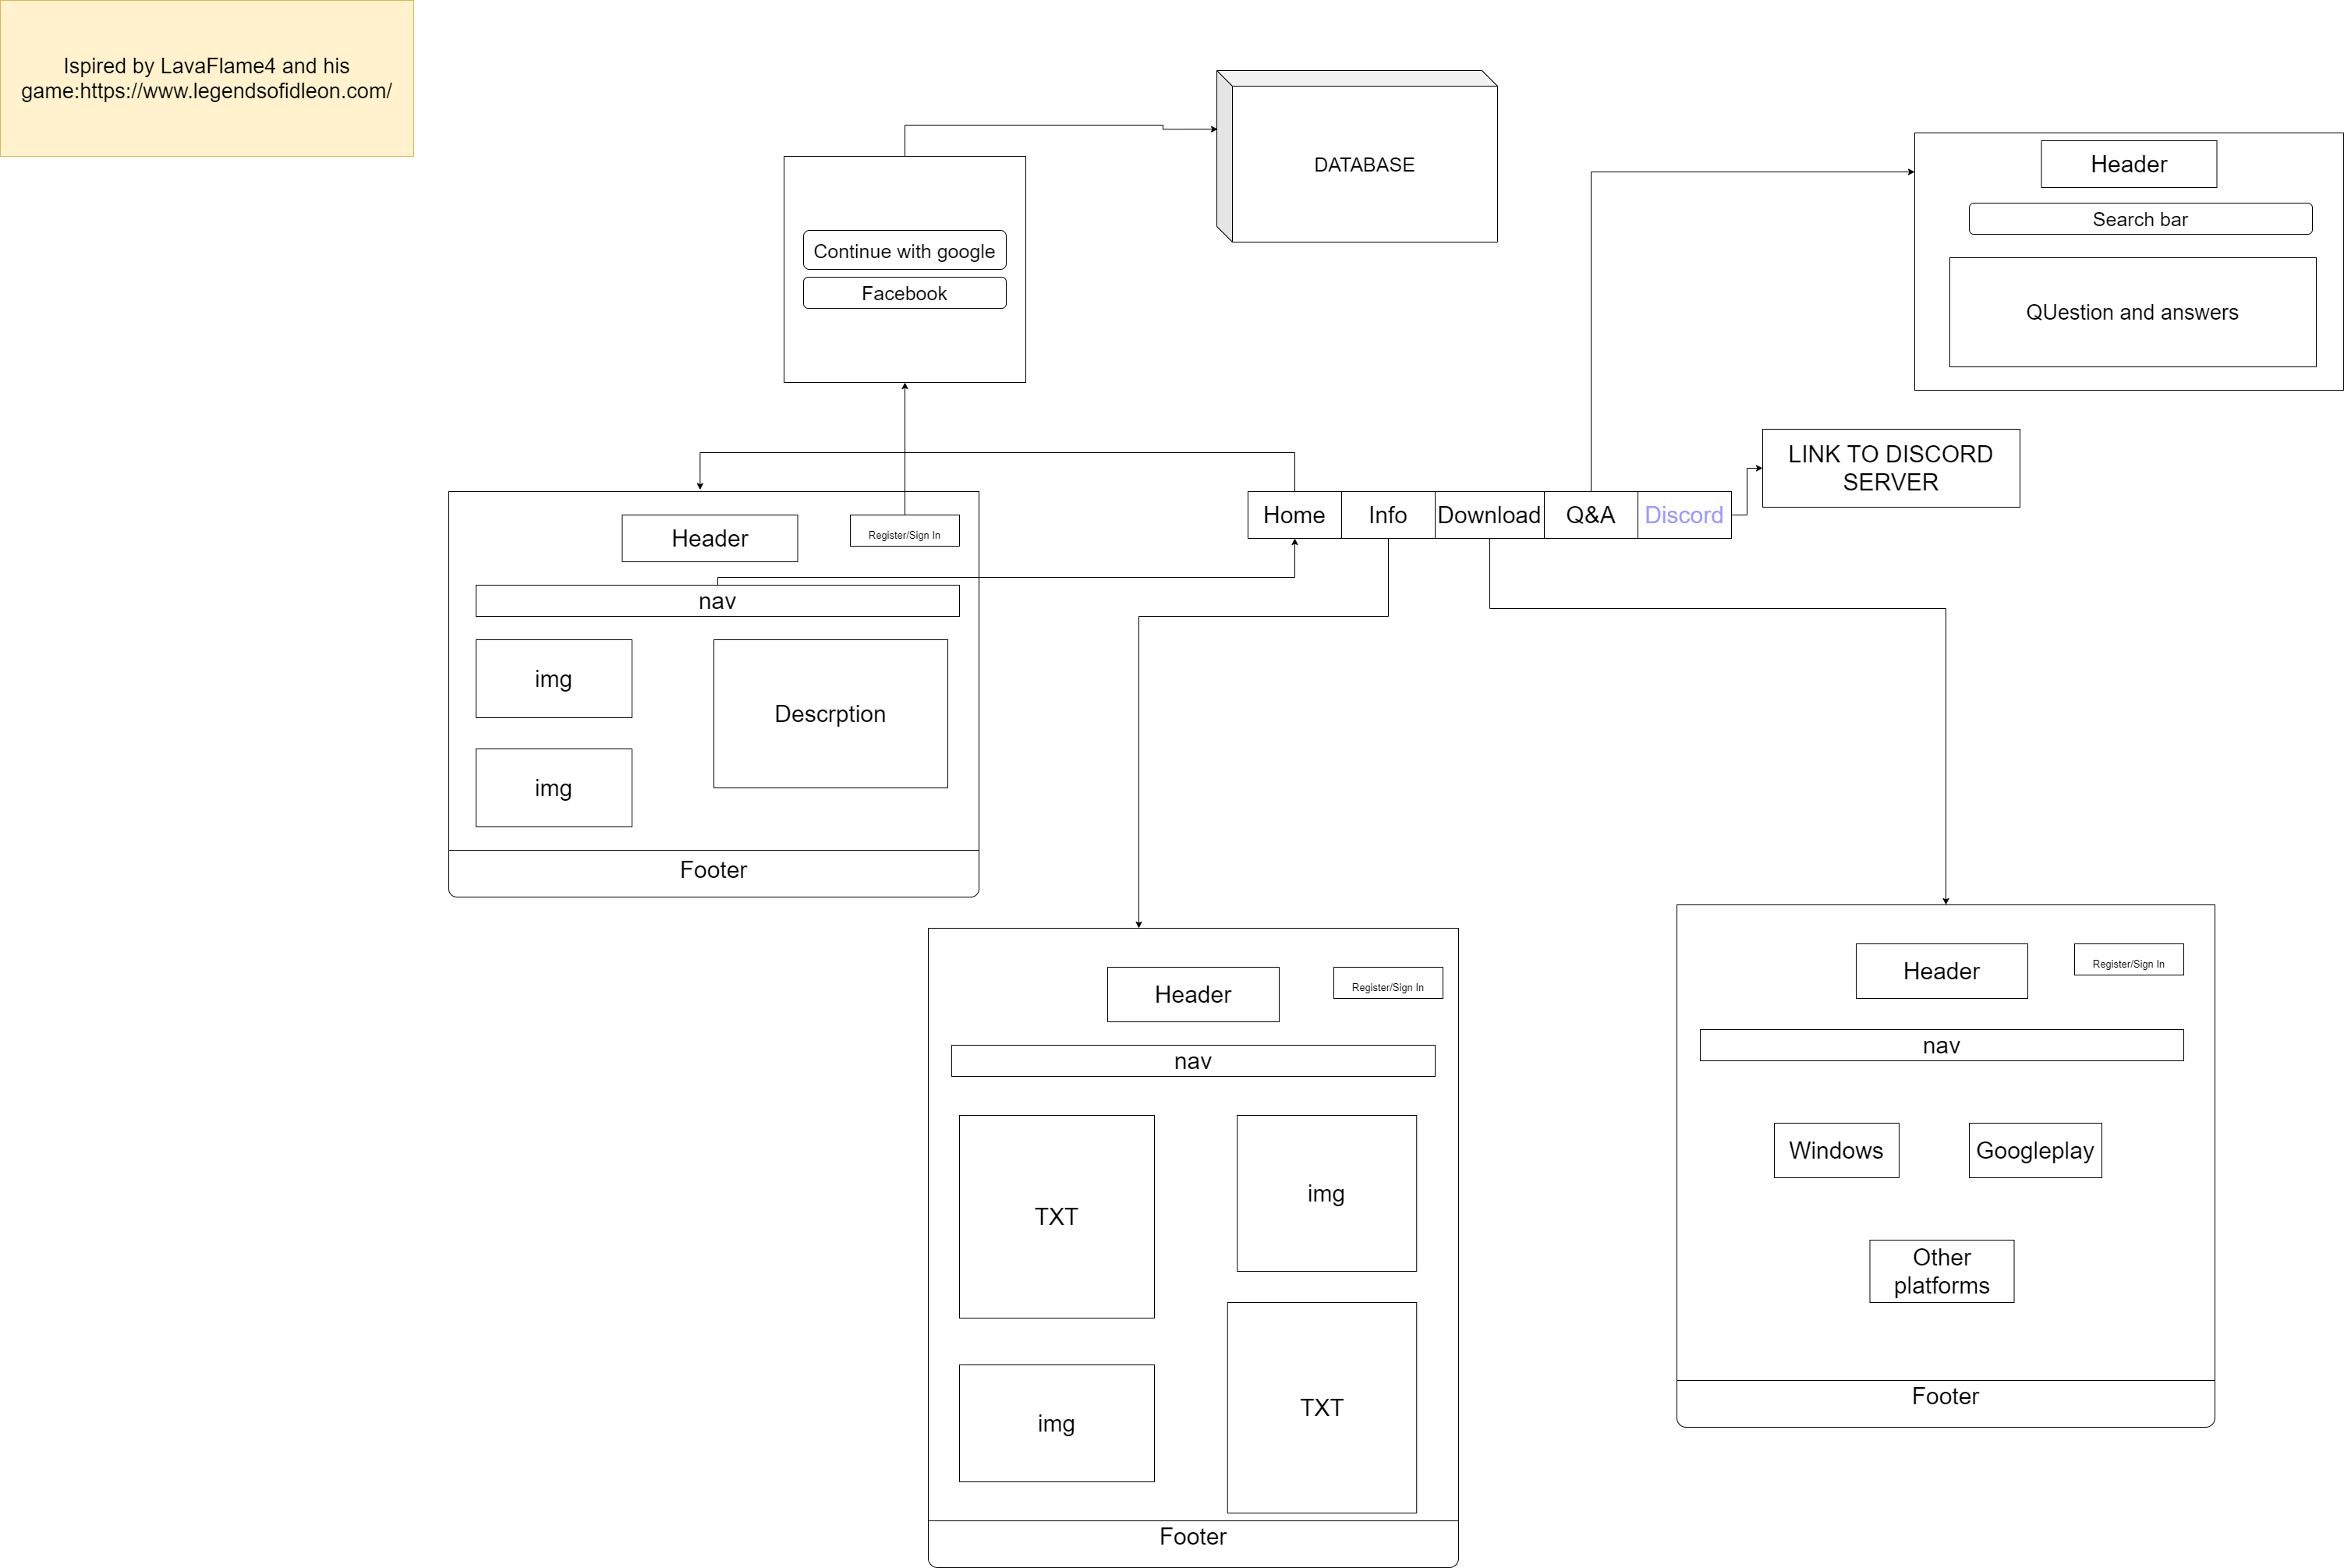 Ispired by LavaFlame4 and his
game:https://www.legendsofidleon.com/
DATABASE
Continue with google
Facebook
Header
Search bar
QUestion and answers
LINK TO DISCORD
SERVER
Home
Info
Download
Q&A
Discord
Header
Register/Sign In
nav
img
Descrption
img
Footer
Header
Register/Sign In
nav
TXT
img
img
TXT
Footer
Header
Register/Sign In
nav
Windows
Googleplay
Other
platforms
Footer